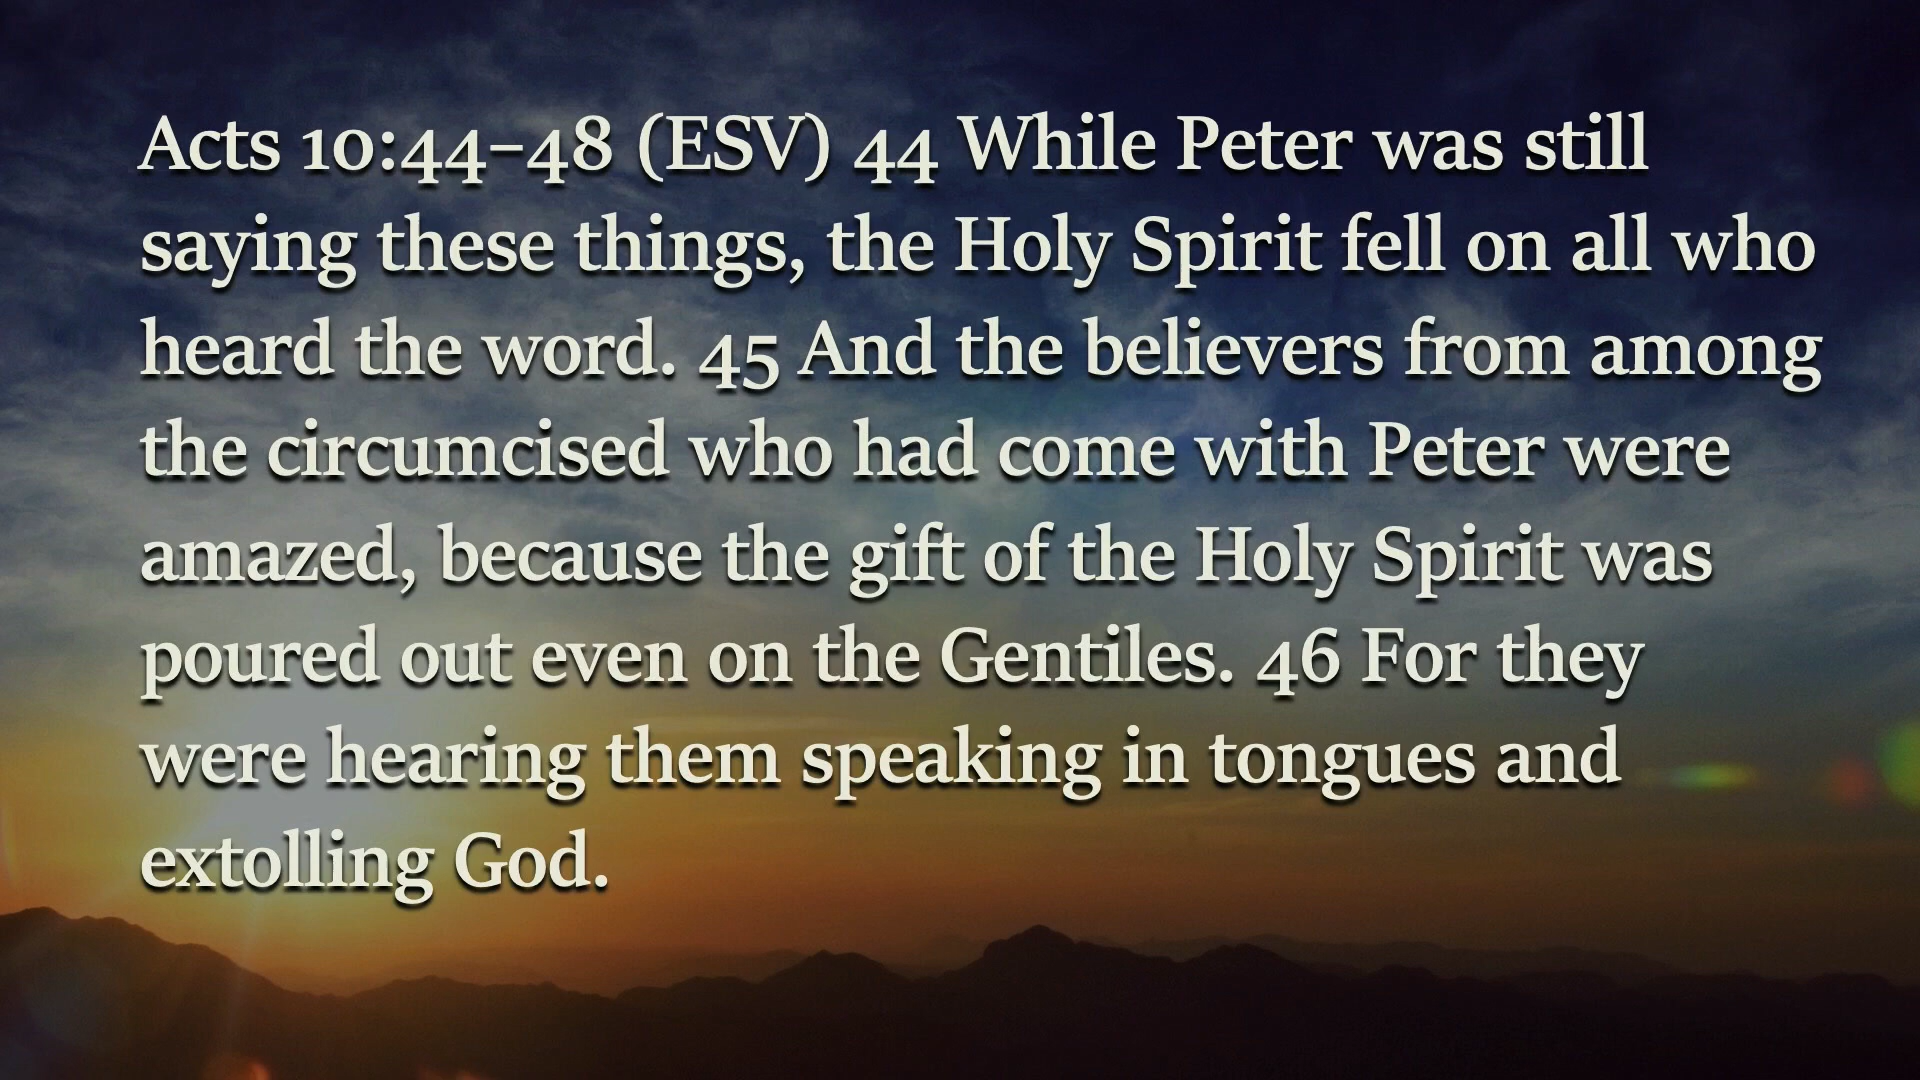 Acts 10:44–48 (ESV) 44 While Peter was still
saying these things, the Holy Spirit fell on all who
heard the word. 45 And the believers from among
the circumcised who had come with Peter were
amazed, because the gift of the Holy Spirit was
poured out even on the Gentiles. 46 For they
were hearing them speaking in tongues and
extolling God.